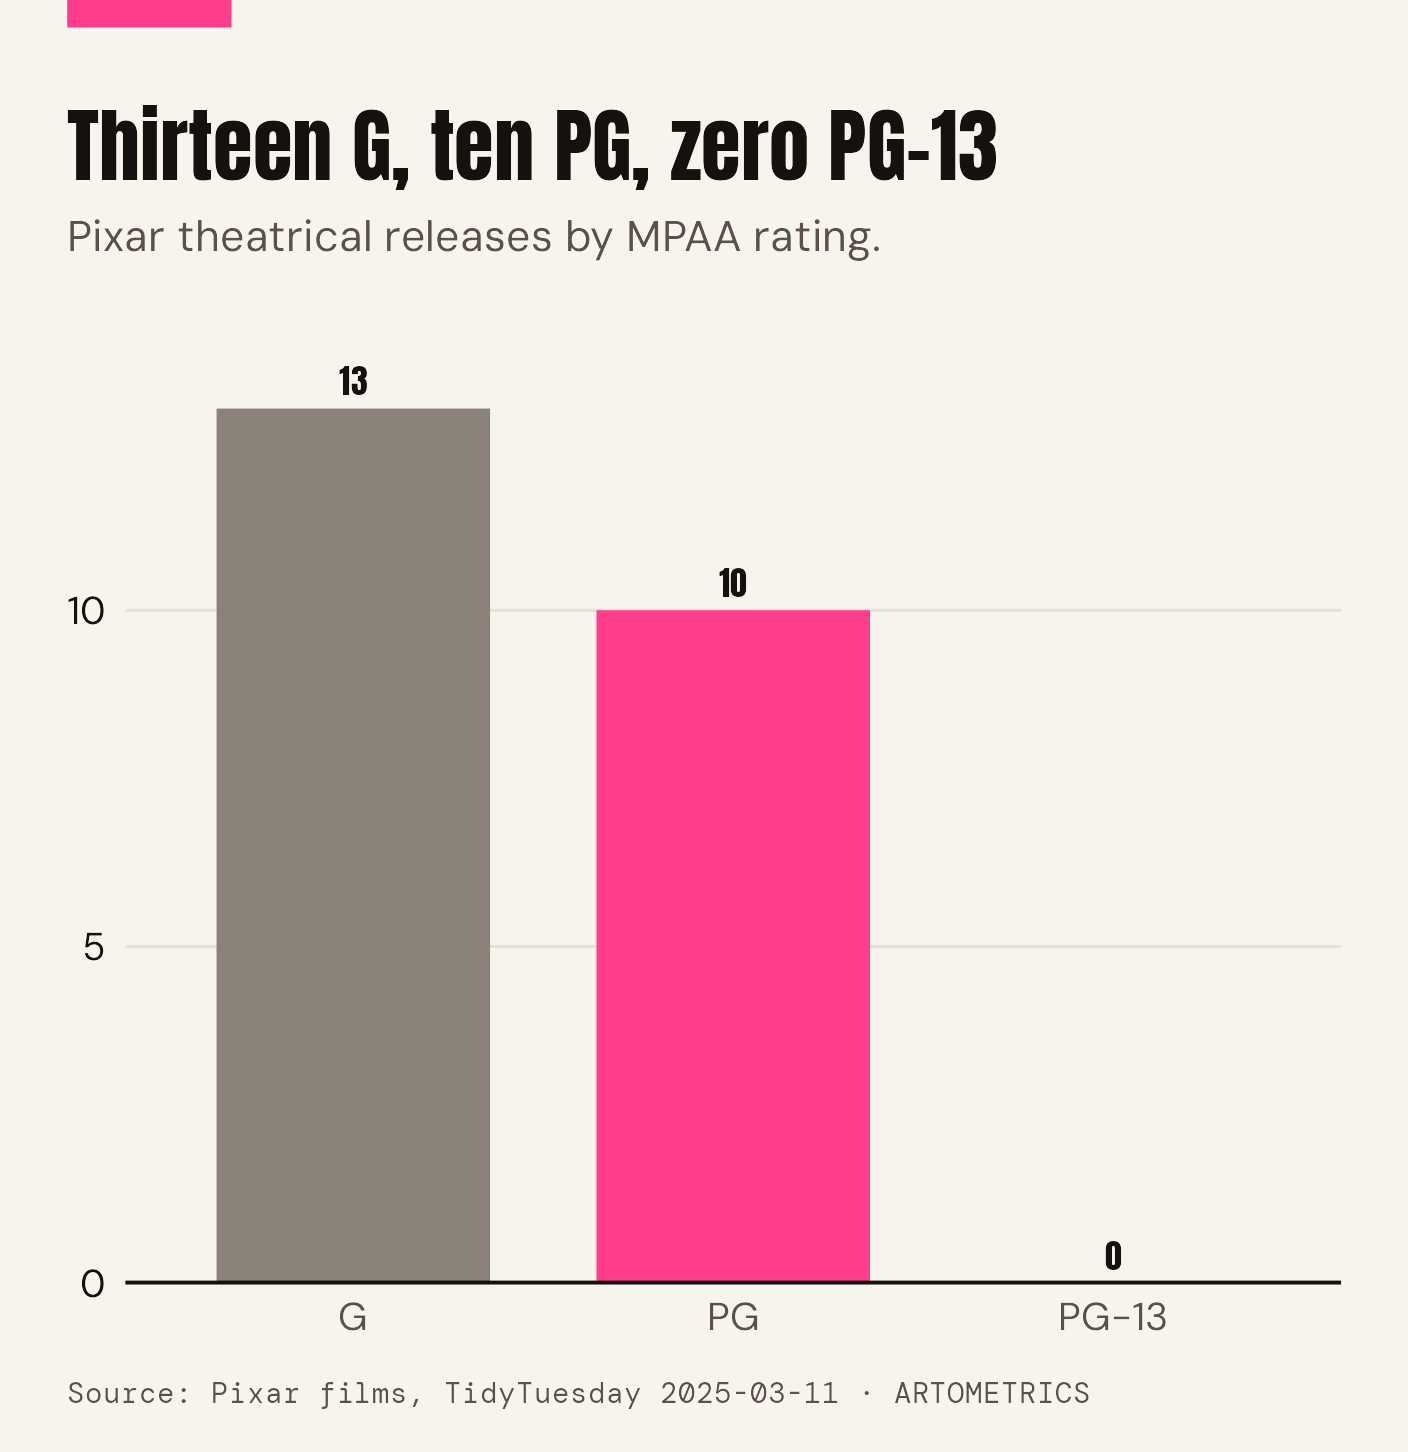 Thirteen G, ten PG, zero PG-13
Pixar theatrical releases by MPAA rating.
13
10
10
5
0
0
G PG PG-13
Source: Pixar films, TidyTuesday 2025-03-11 · ARTOMETRICS